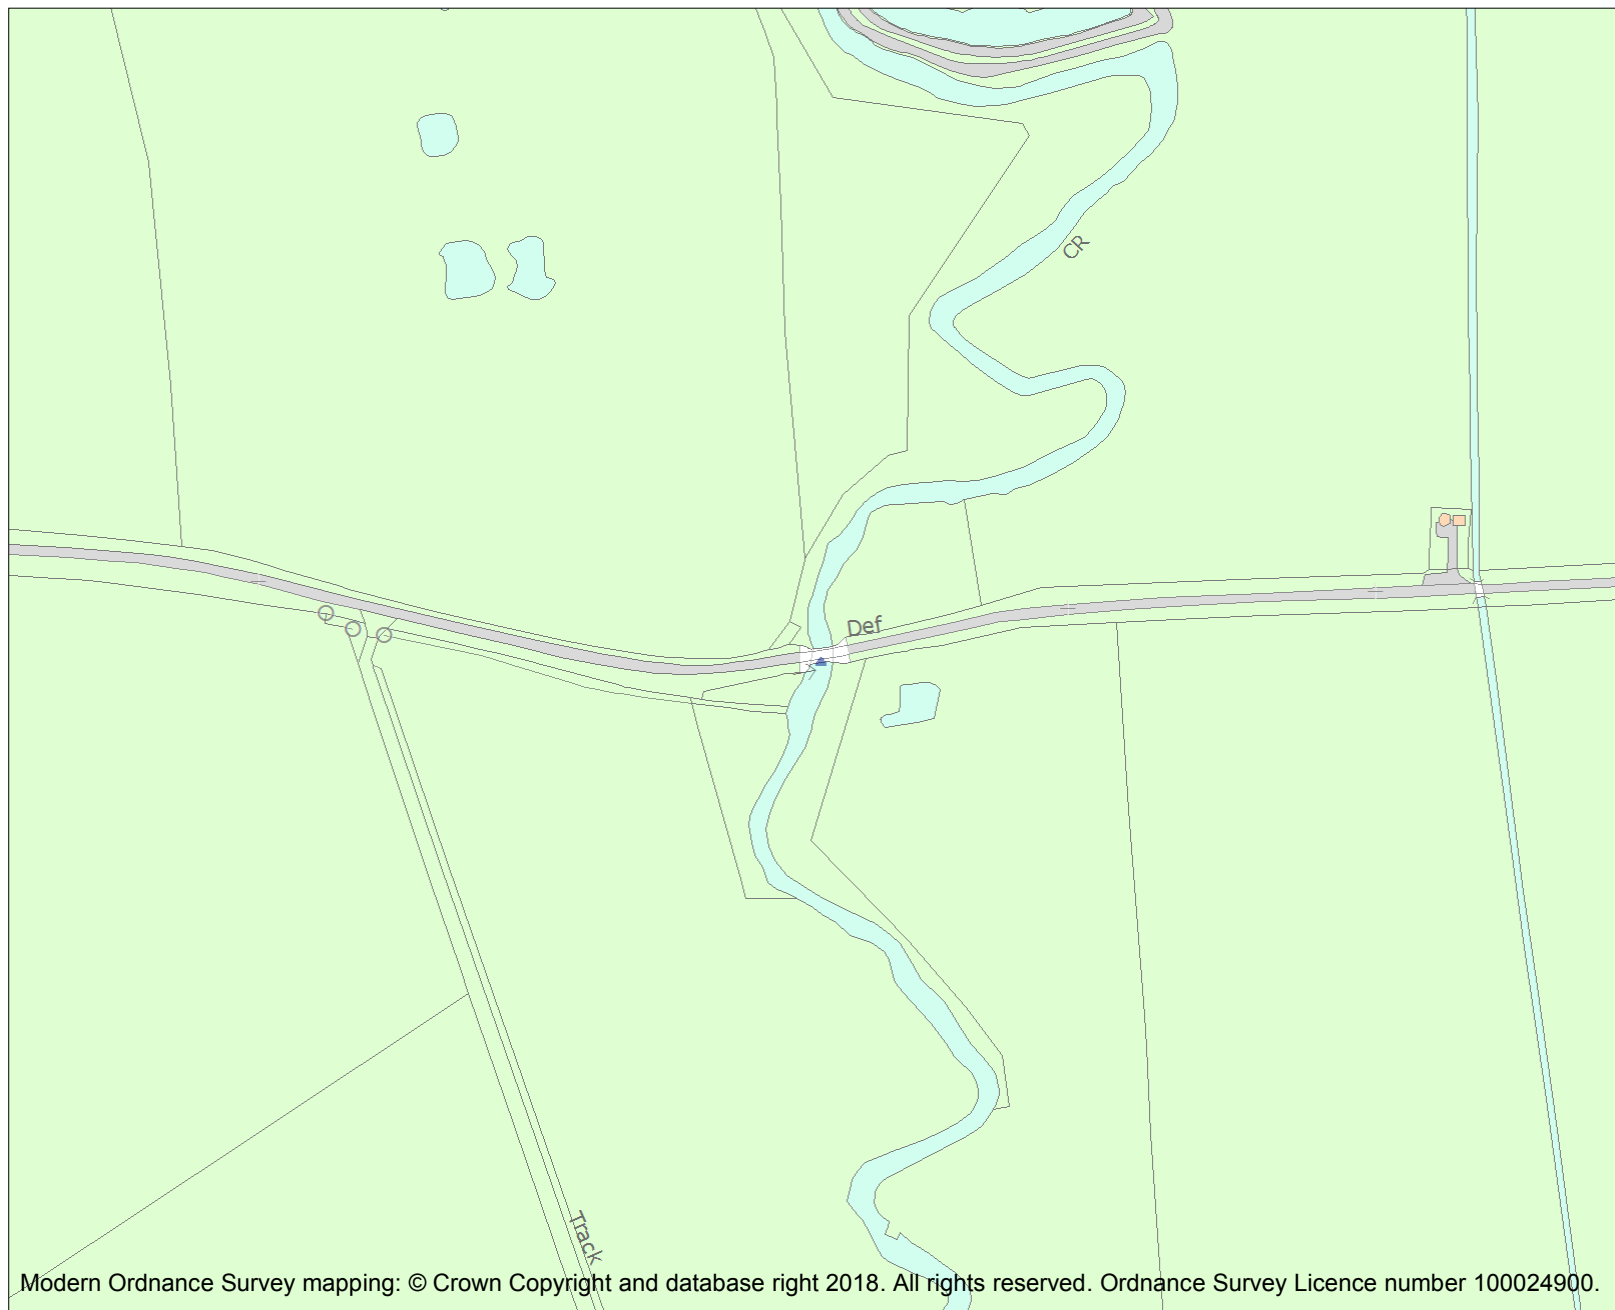 CR
Def
Track
Modern Ordnance Survey mapping: © Crown Copyright and database right 2018. All rights reserved. Ordnance Survey Licence number 100024900.